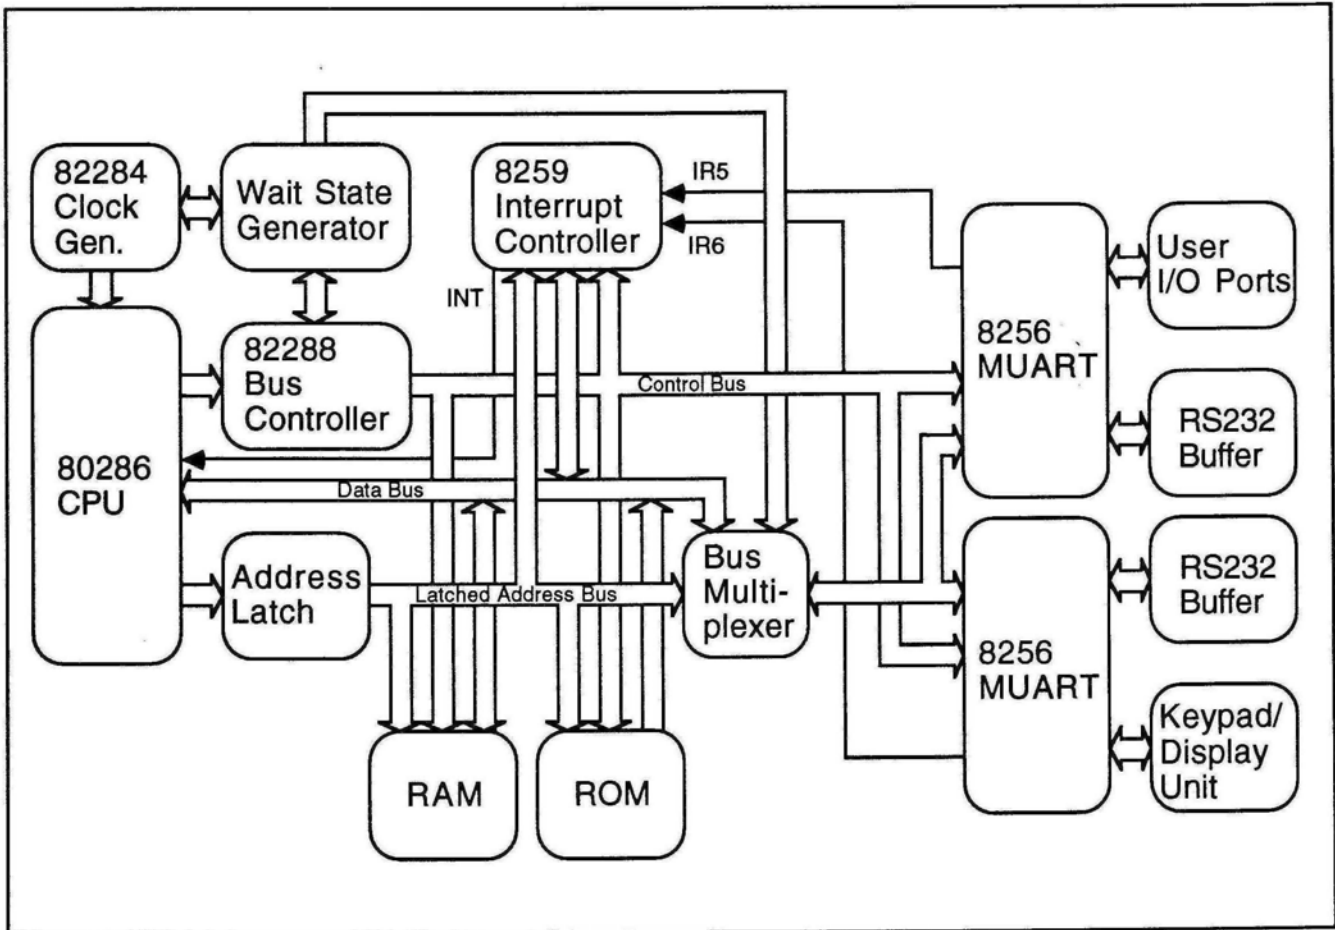 82284
Clock
Gen.
Wait State
Generator
8259
Interrupt
Controller
IR5
IR6
INT
User
I/O Ports
8256
MUART
82288
Bus
Controller
Control Bus
RS232
Buffer
80286
CPU
Data Bus
Address
Latch
Latched Address Bus
Bus
Multi-
plexer
RS232
Buffer
8256
MUART
Keypad/
Display
Unit
RAM
ROM